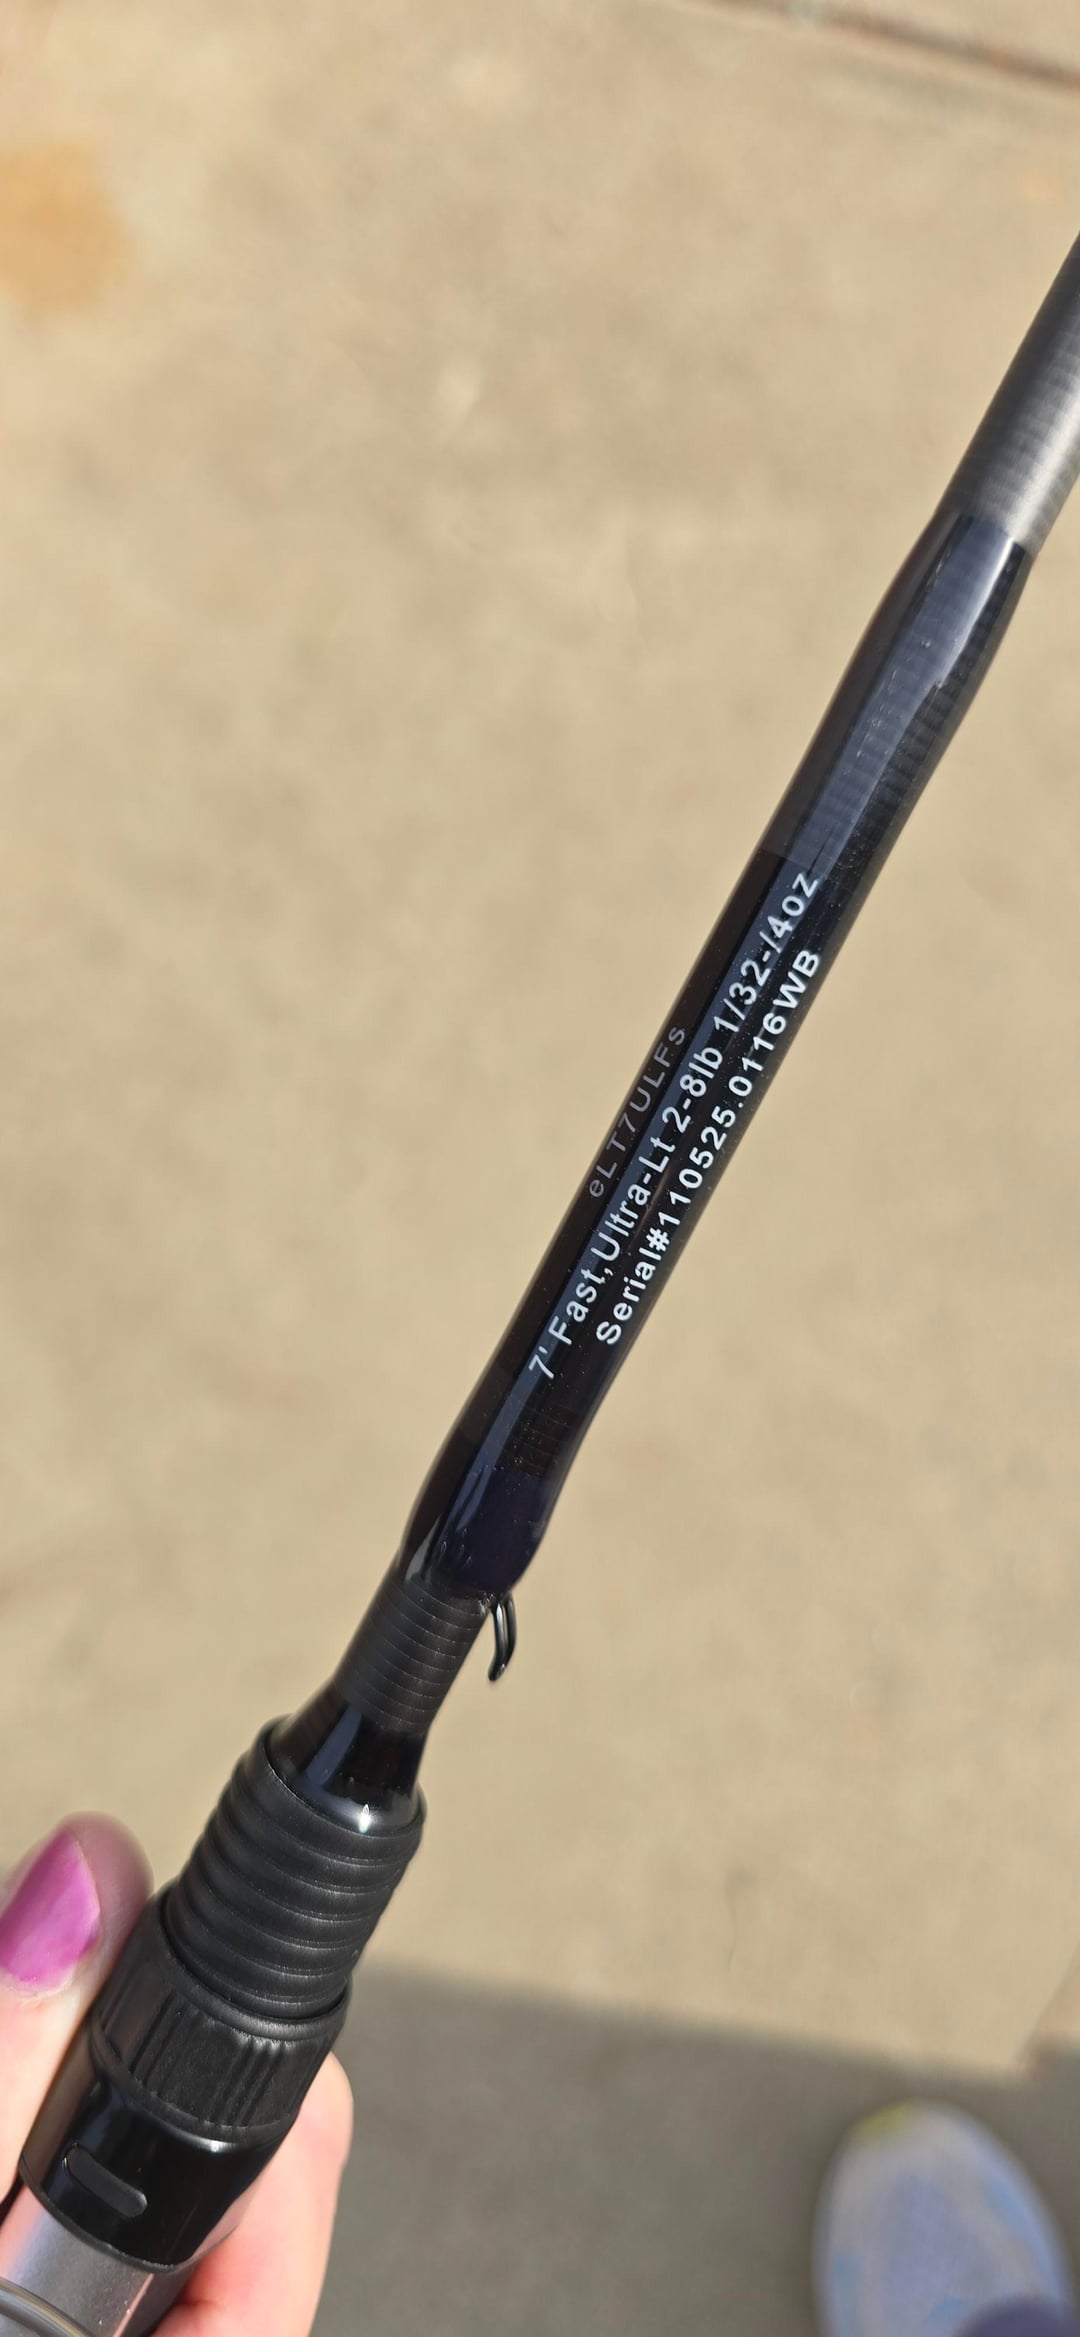 eLT7ULFs
7' Fast,Ultra-Lt 2-8lb 1/32-/4oz
Serial#110525.0116WB